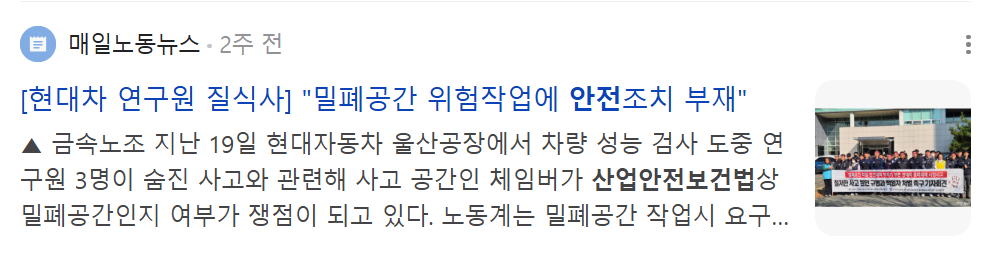 매일노동뉴스 · 2주 전
[현대차 연구원 질식사] "밀폐공간 위험작업에 안전조치 부재"
▲ 금속노조 지난 19일 현대자동차 울산공장에서 차량 성능 검사 도중 연
구원 3명이 숨진 사고와 관련해 사고 공간인 체임버가 산업안전보건법상
밀폐공간인지 여부가 쟁점이 되고 있다. 노동계는 밀폐공간 작업시 요구...